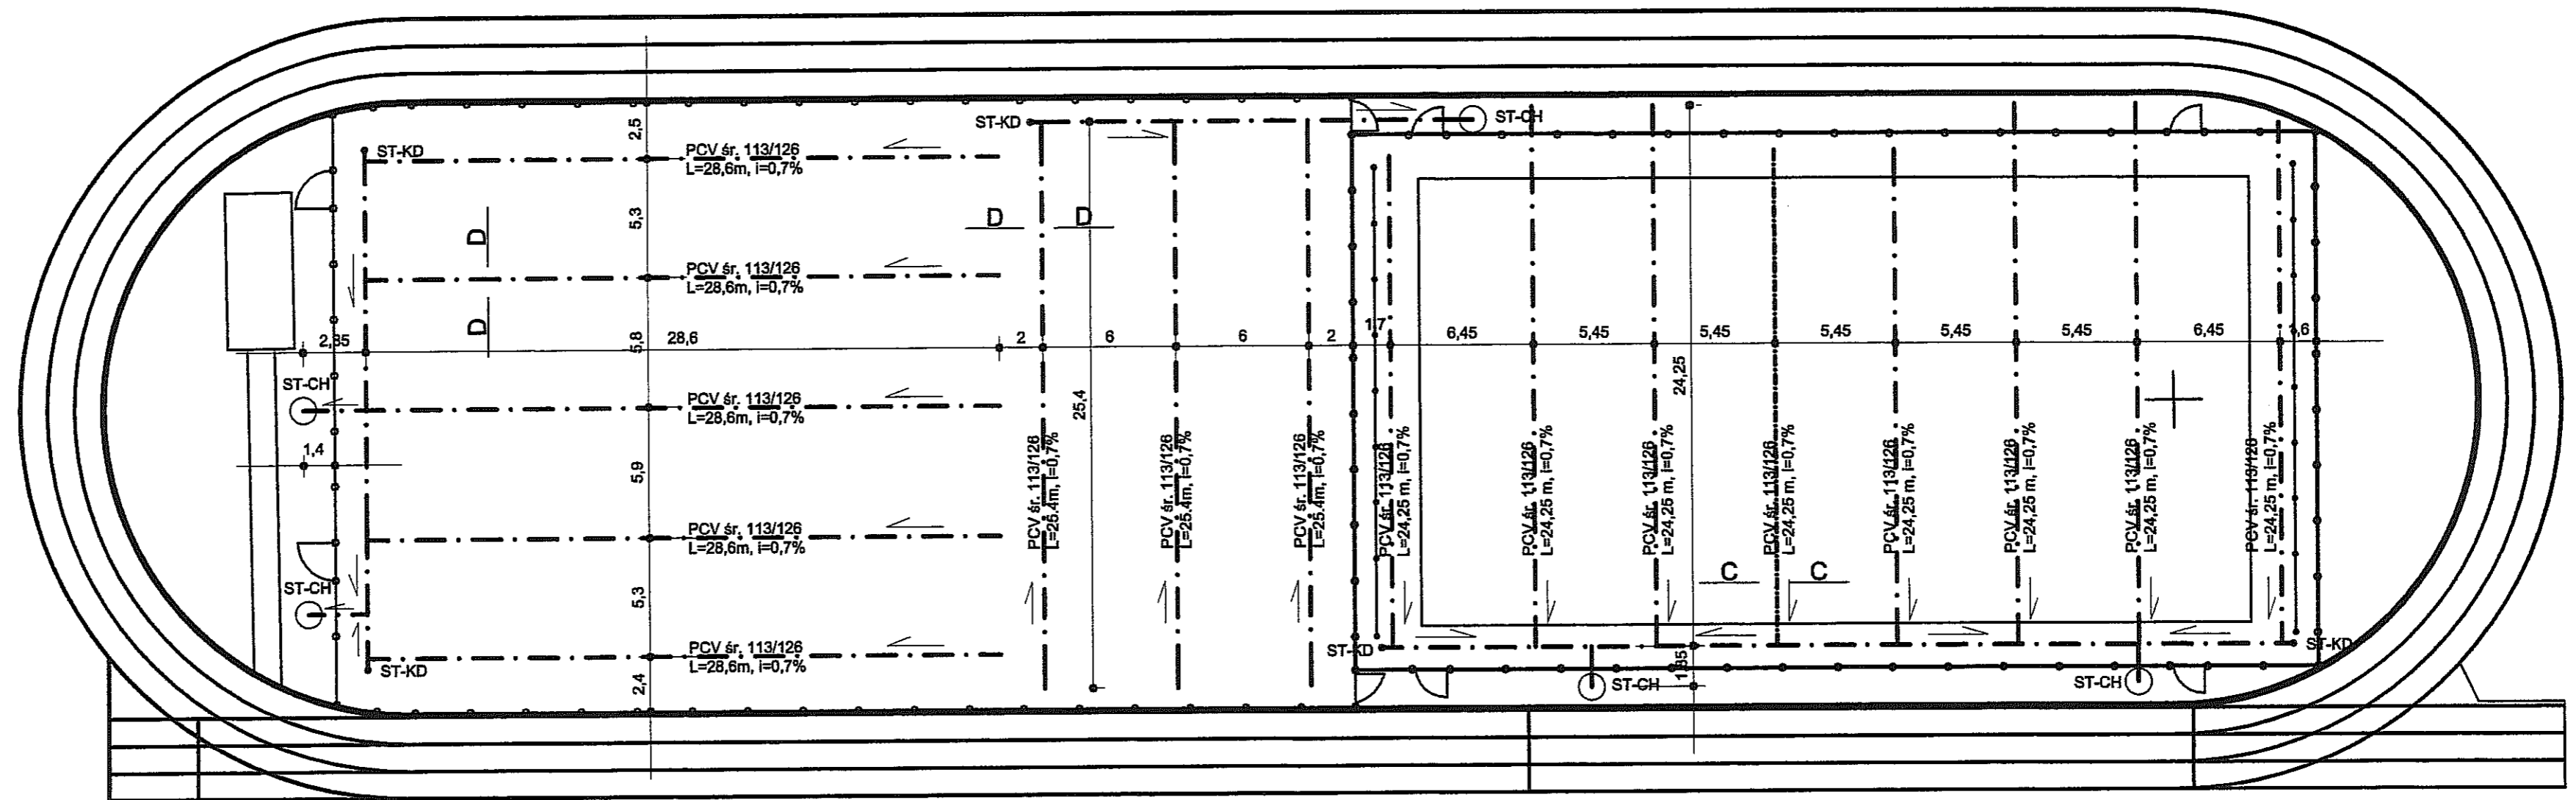 2,5
ST-KD
ST-CH
ST-KD
PCV śr. 113/126
L=28,6m, i=0,7%
5,3
D
D
D
PCV śr. 113/126
L=28,6m, i=0,7%
D
2,85
5,8
28,6
2
6
6
2
1,7
6,45
5,45
5,45
5,45
5,45
5,45
6,45
1,6
ST-CH
24,25
25,4
PCV śr. 113/126
L=28,6m, i=0,7%
1,4
5,9
PCV śr. 113/126
L=25.4m, i=0,7%
PCV śr. 113/126
L=25.4m, i=0,7%
PCV śr. 113/126
L=25.4m, i=0,7%
PCV śr. 113/126
L=24,25 m, i=0,7%
PCV śr. 113/126
L=24,25 m, i=0,7%
PCV śr. 113/126
L=24,25 m, i=0,7%
PCV śr. 113/126
L=24,25 m, i=0,7%
PCV śr. 113/126
L=24,25 m, i=0,7%
PCV śr. 113/126
L=24,25 m, i=0,7%
PCV śr. 113/126
L=24,25 m, i=0,7%
PCV śr. 113/126
L=24,25 m, i=0,7%
PCV śr. 113/126
L=28,6m, i=0,7%
ST-CH
5,3
C
C
PCV śr. 113/126
L=28,6m, i=0,7%
ST-KD
ST-KD
ST-KD
2,4
1,85
ST-CH
ST-CH